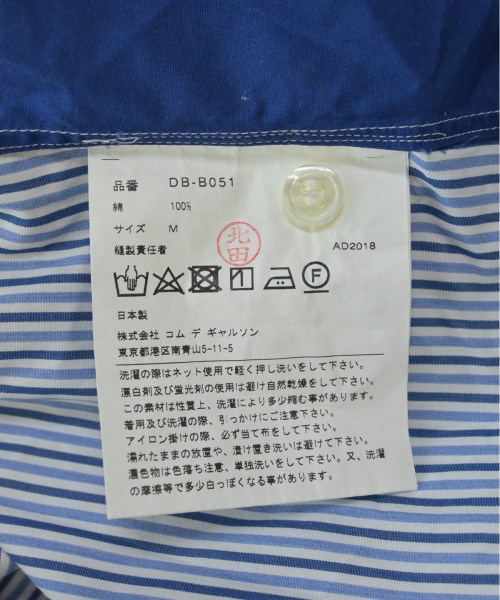 品番 DB-B051
綿 100%
サイズ M
縫製責任者 北田 AD2018
F
日本製
株式会社 コム デ ギャルソン
東京都港区南青山5-11-5
洗濯の際はネット使用で軽く押し洗いをして下さい。
漂白剤及び蛍光剤の使用は避け自然乾燥をして下さい。
この素材は性質上、洗濯により多少縮む事があります。
着用及び洗濯の際、引っかけにご注意下さい。
アイロン掛けの際、必ず当て布をして下さい。
濡れたままの放置や、漬け置き洗いは避けて下さい。
濃色物は色落ち注意、単独洗いをして下さい。又、洗濯
の摩擦等で多少白っぽくなる事があります。